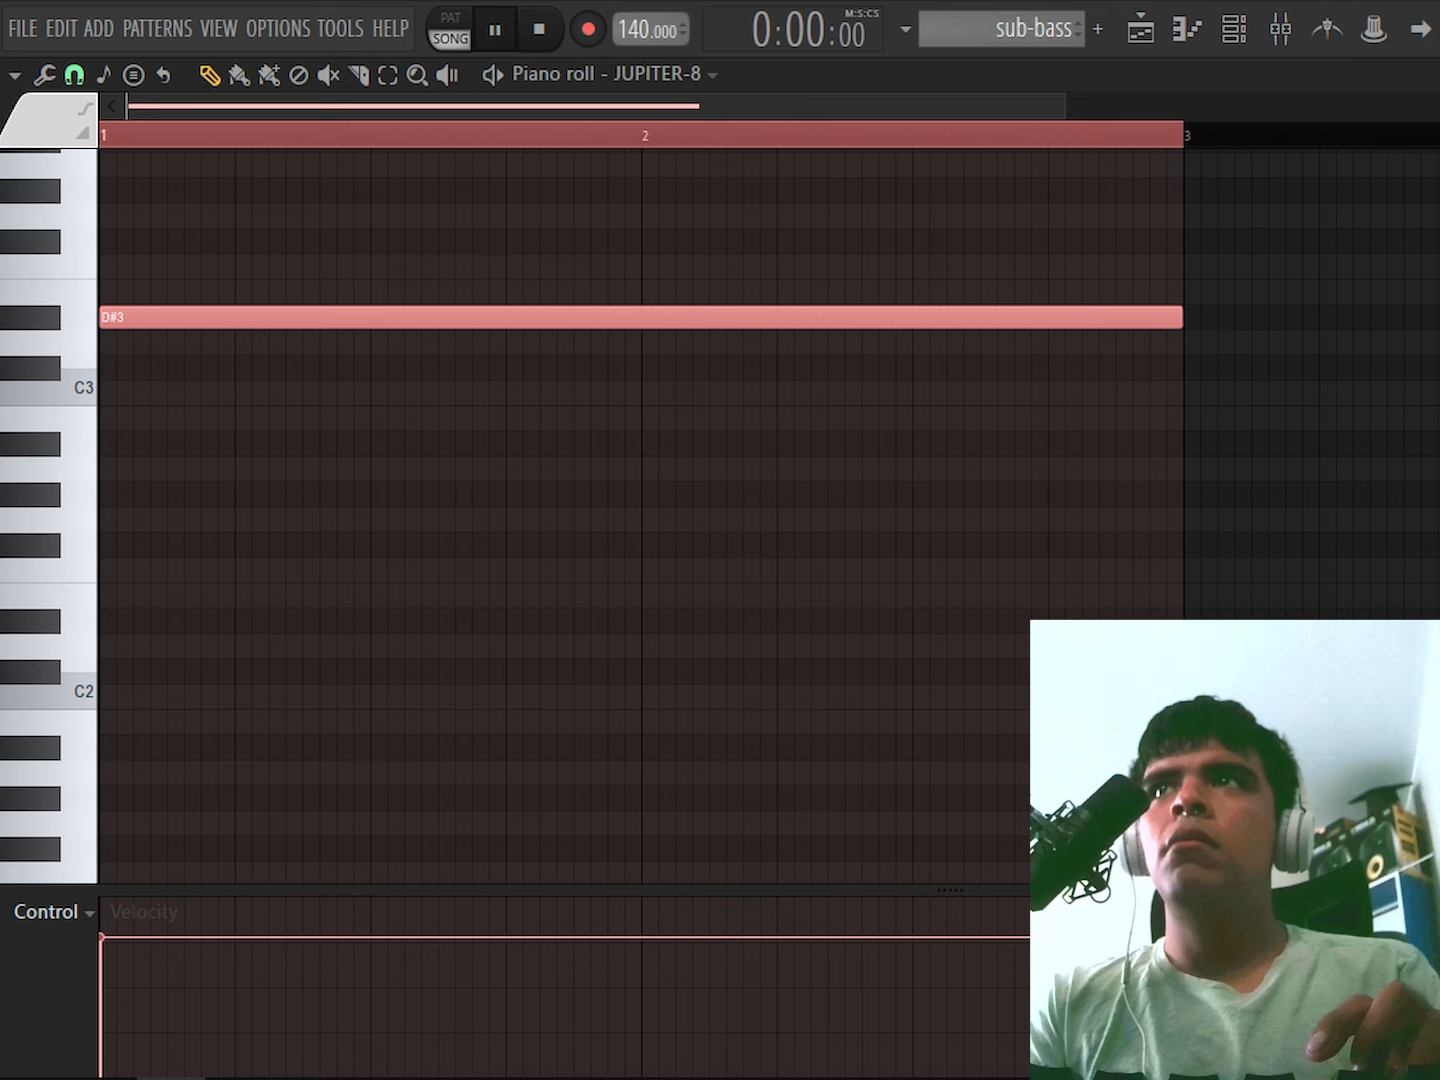 FILE EDIT ADD PATTERNS VIEW OPTIONS TOOLS HELP
PAT
SONG
140.000
0:00:00
M:S:CS
sub-bass
Piano roll - JUPITER-8
1
2
3
D#3
C3
C2
Control
Velocity